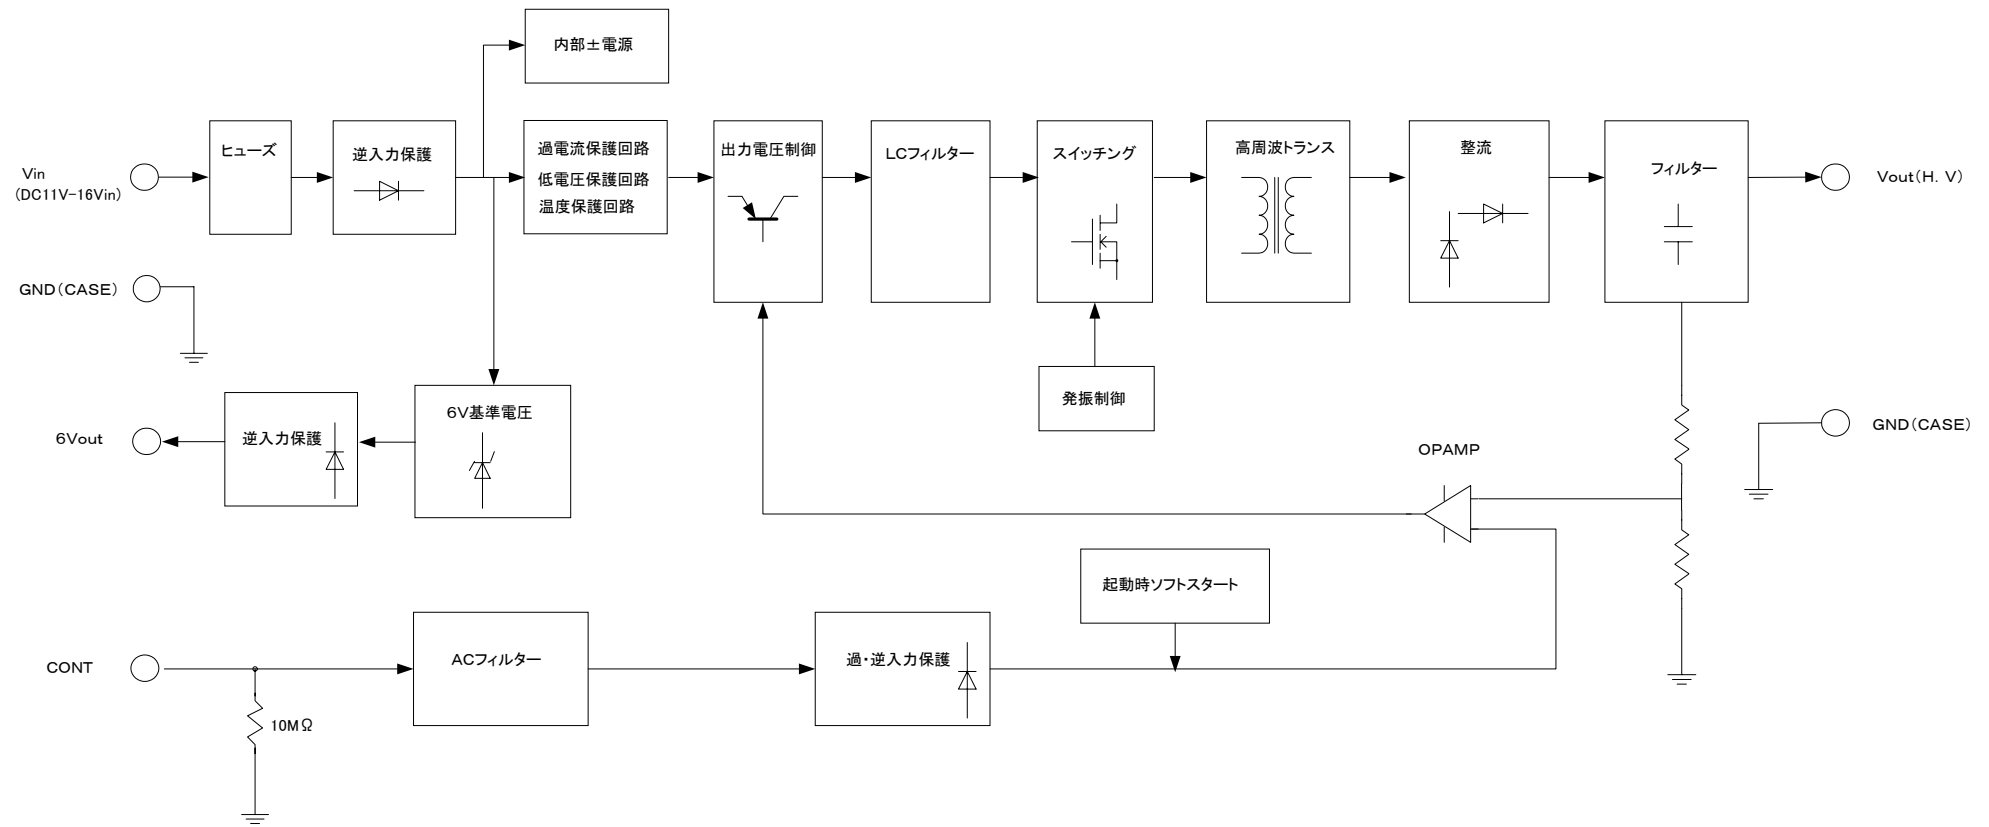 内部±電源
Vin
(DC11V-16Vin)
ヒューズ
逆入力保護
過電流保護回路
低電圧保護回路
温度保護回路
出力電圧制御
LCフィルター
スイッチング
高周波トランス
整流
フィルター
Vout(H. V)
GND(CASE)
発振制御
6Vout
逆入力保護
6V基準電圧
GND(CASE)
OPAMP
起動時ソフトスタート
CONT
ACフィルター
過・逆入力保護
10MΩ